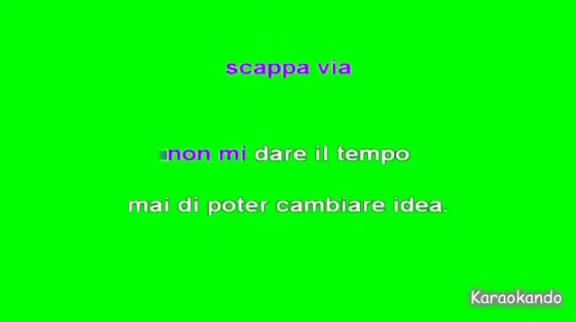 scappa via
non mi dare il tempo
mai di poter cambiare idea.
Karaokando